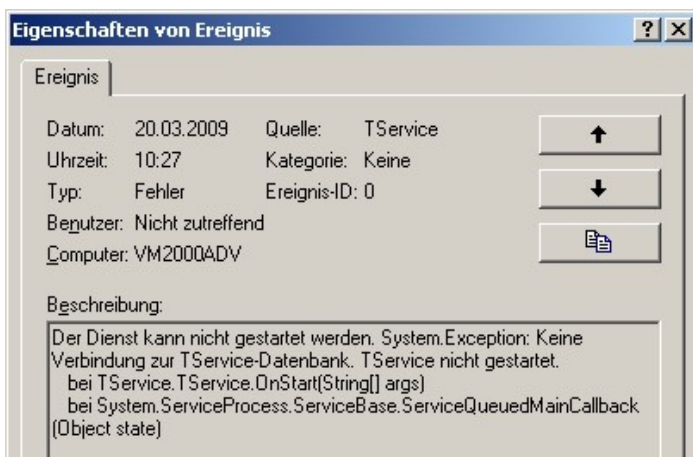 Eigenschaften von Ereignis
Ereignis
Datum: 20.03.2009 Quelle: TService
Uhrzeit: 10:27 Kategorie: Keine
Typ: Fehler Ereignis-ID: 0
Benutzer: Nicht zutreffend
Computer: VM2000ADV
Beschreibung:
Der Dienst kann nicht gestartet werden. System.Exception: Keine
Verbindung zur TService-Datenbank. TService nicht gestartet.
bei TService.TService.OnStart(String[] args)
bei System.ServiceProcess.ServiceBase.ServiceQueuedMainCallback
(Object state)